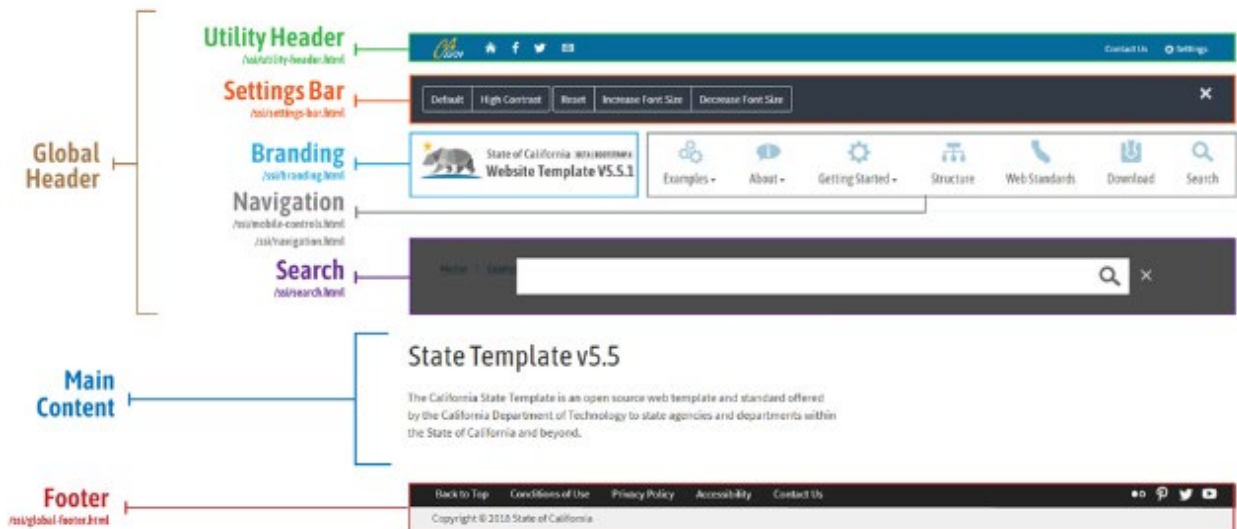 Global
Header
Utility Header
/ssi/utility-header.html
CA.GOV
Contact Us
Settings
Settings Bar
/ssi/settings-bar.html
Default
High Contrast
Reset
Increase Font Size
Decrease Font Size
×
Branding
/ssi/branding.html
State of California
Website Template V5.5.1
Examples
About
Getting Started
Structure
Web Standards
Download
Search
Navigation
/ssi/mobile-controls.html
/ssi/navigation.html
Search
/ssi/search.html
Home
×
Main
Content
State Template v5.5
The California State Template is an open source web template and standard offered
by the California Department of Technology to state agencies and departments within
the State of California and beyond.
Footer
/ssi/global-footer.html
Back to Top
Conditions of Use
Privacy Policy
Accessibility
Contact Us
Copyright © 2018 State of California